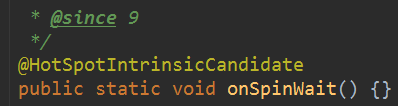 * @since 9
*/
@HotSpotIntrinsicCandidate
public static void onSpinWait() {}